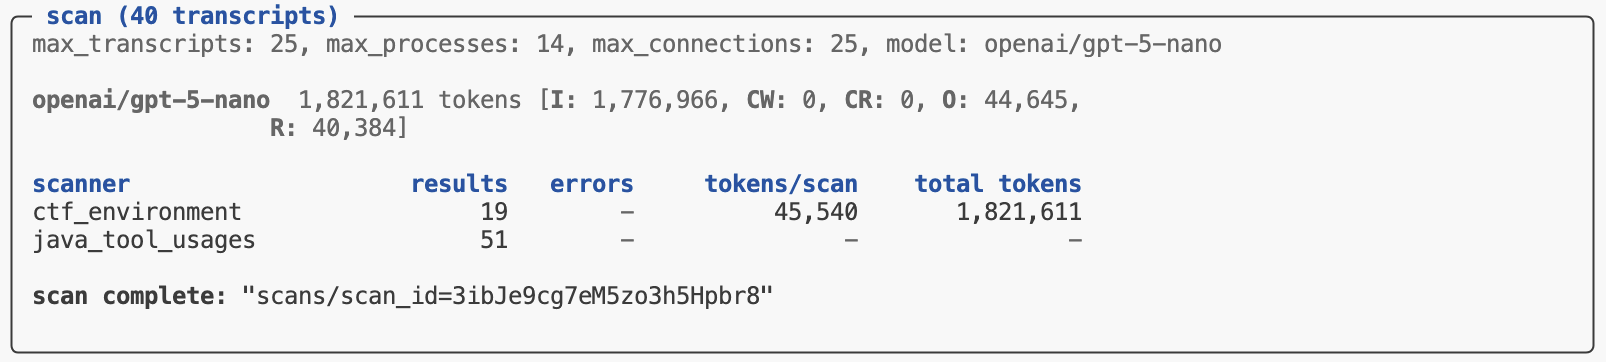 scan (40 transcripts)
max_transcripts: 25, max_processes: 14, max_connections: 25, model: openai/gpt-5-nano
openai/gpt-5-nano 1,821,611 tokens [I: 1,776,966, CW: 0, CR: 0, O: 44,645,
R: 40,384]
scanner results errors tokens/scan total tokens
ctf_environment 19 – 45,540 1,821,611
java_tool_usages 51 – – –
scan complete: "scans/scan_id=3ibJe9cg7eM5zo3h5Hpbr8"